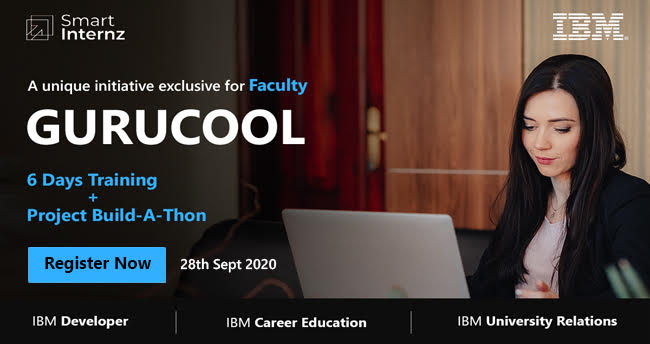 Smart
Internz
IBM®
A unique initiative exclusive for Faculty
GURUCOOL
6 Days Training
+
Project Build-A-Thon
Register Now
28th Sept 2020
IBM Developer
IBM Career Education
IBM University Relations